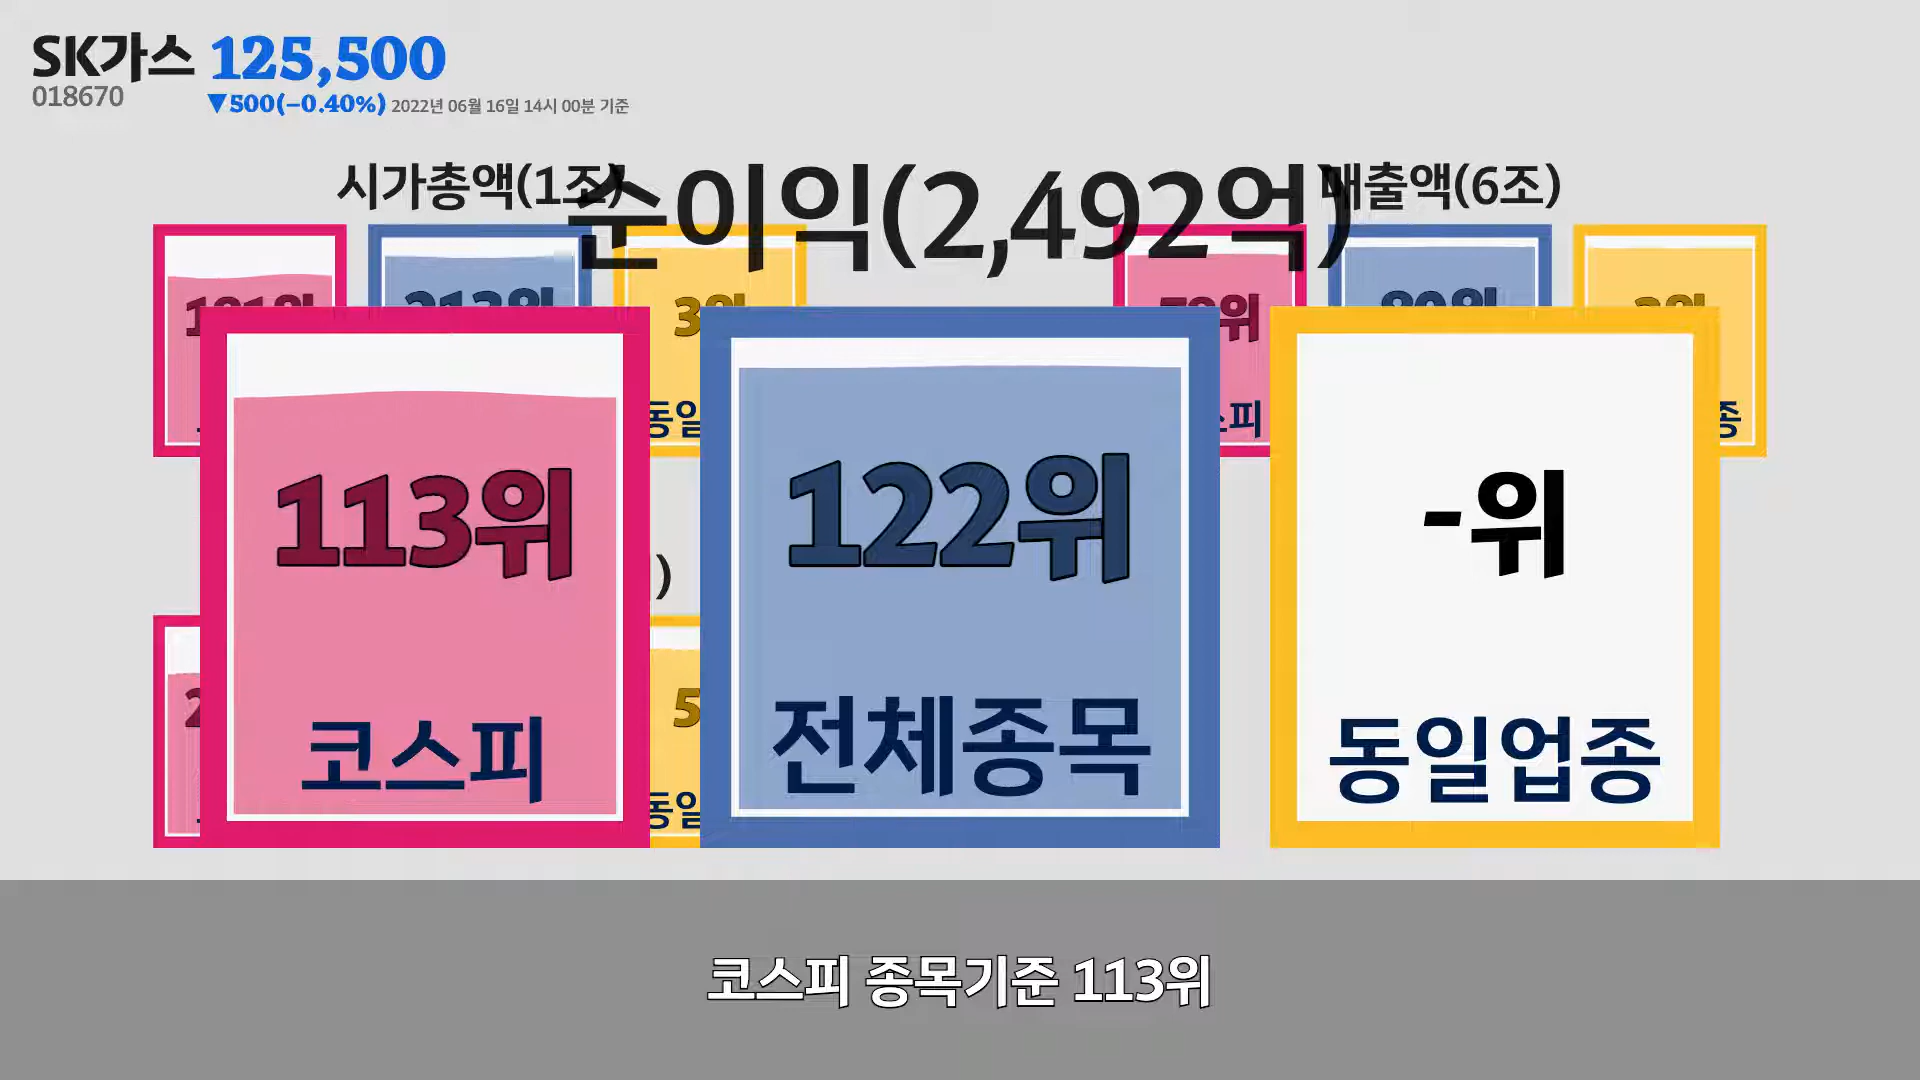 SK가스 125,500
018670
▼500(-0.40%) 2022년 06월 16일 14시 00분 기준
시가총액(1조)
순이익(2,492억)
매출액(6조)
3위
113위
122위
-위
코스피
전체종목
동일업종
코스피 종목기준 113위